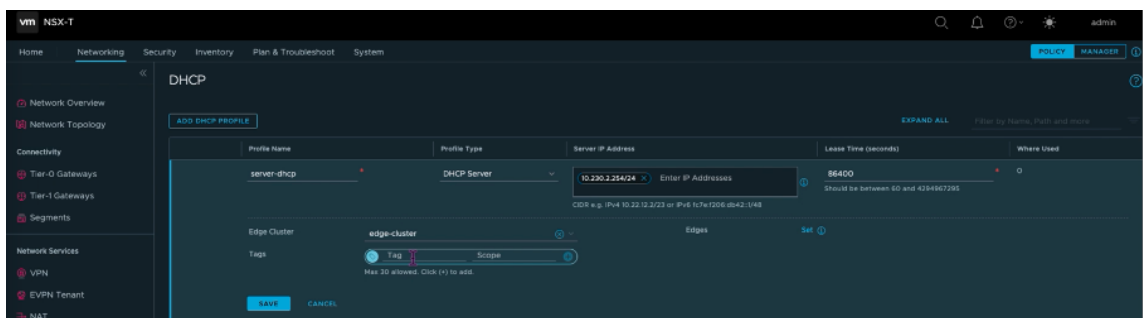 vm NSX-T admin
Home Networking Security Inventory Plan & Troubleshoot System POLICY MANAGER
DHCP
Network Overview
Network Topology
ADD DHCP PROFILE EXPAND ALL Filter by Name, Path and more
Connectivity
Profile Name Profile Type Server IP Address Lease Time (seconds) Where Used
Tier-0 Gateways
server-dhcp * DHCP Server 10.230.2.254/24 × Enter IP Addresses 86400 * 0
Should be between 60 and 4294967295
Tier-1 Gateways
CIDR e.g. IPv4 10.22.12.2/23 or IPv6 fc7e:f206:db42::1/48
Segments
Edge Cluster edge-cluster Edges Set
Network Services
Tags Tag Scope
Max 30 allowed. Click (+) to add.
VPN
EVPN Tenant
SAVE CANCEL
NAT